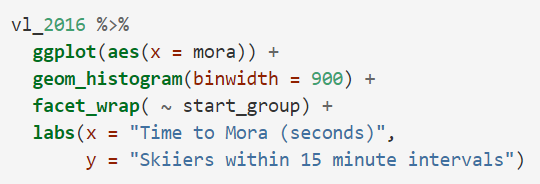 vl_2016 %>%
  ggplot(aes(x = mora)) +
  geom_histogram(binwidth = 900) +
  facet_wrap( ~ start_group) +
  labs(x = "Time to Mora (seconds)",
       y = "Skiiers within 15 minute intervals")